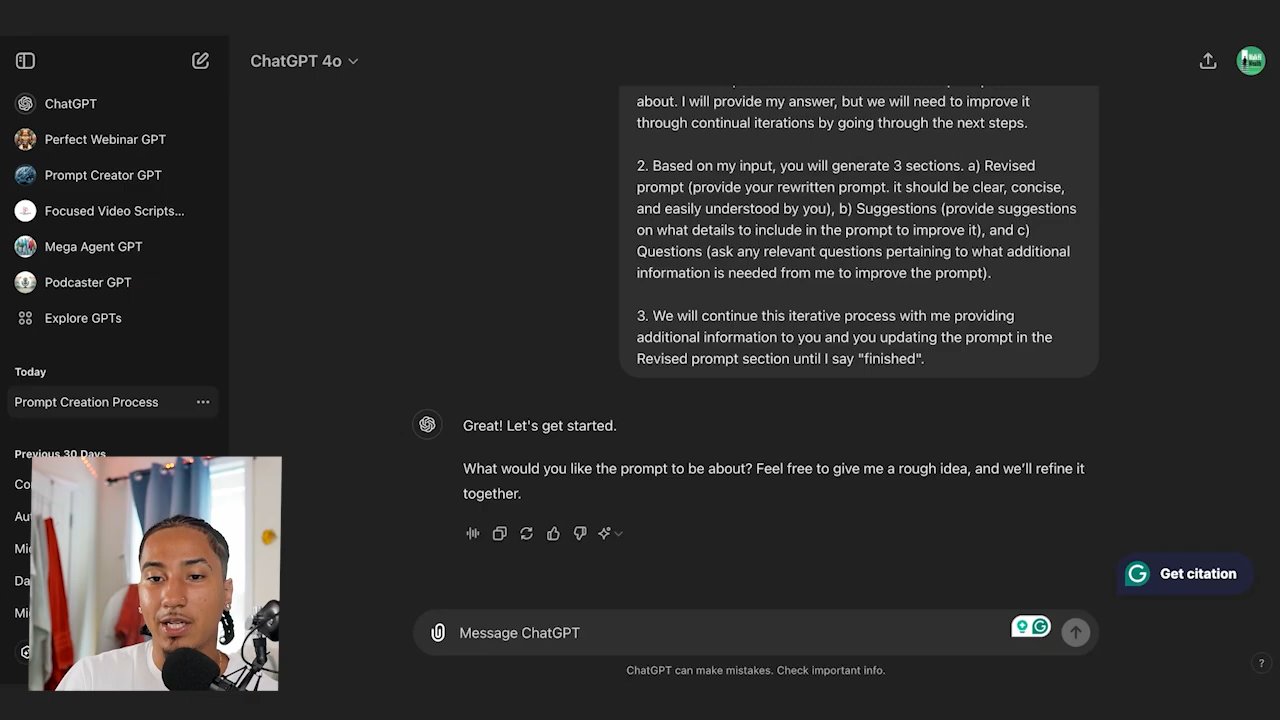 ChatGPT 4o
ChatGPT
Perfect Webinar GPT
Prompt Creator GPT
Focused Video Scripts...
Mega Agent GPT
Podcaster GPT
Explore GPTs
Today
Prompt Creation Process
Previous 30 Days
about. I will provide my answer, but we will need to improve it
through continual iterations by going through the next steps.
2. Based on my input, you will generate 3 sections. a) Revised
prompt (provide your rewritten prompt. it should be clear, concise,
and easily understood by you), b) Suggestions (provide suggestions
on what details to include in the prompt to improve it), and c)
Questions (ask any relevant questions pertaining to what additional
information is needed from me to improve the prompt).
3. We will continue this iterative process with me providing
additional information to you and you updating the prompt in the
Revised prompt section until I say "finished".
Great! Let's get started.
What would you like the prompt to be about? Feel free to give me a rough idea, and we’ll refine it
together.
Get citation
Message ChatGPT
ChatGPT can make mistakes. Check important info.
?